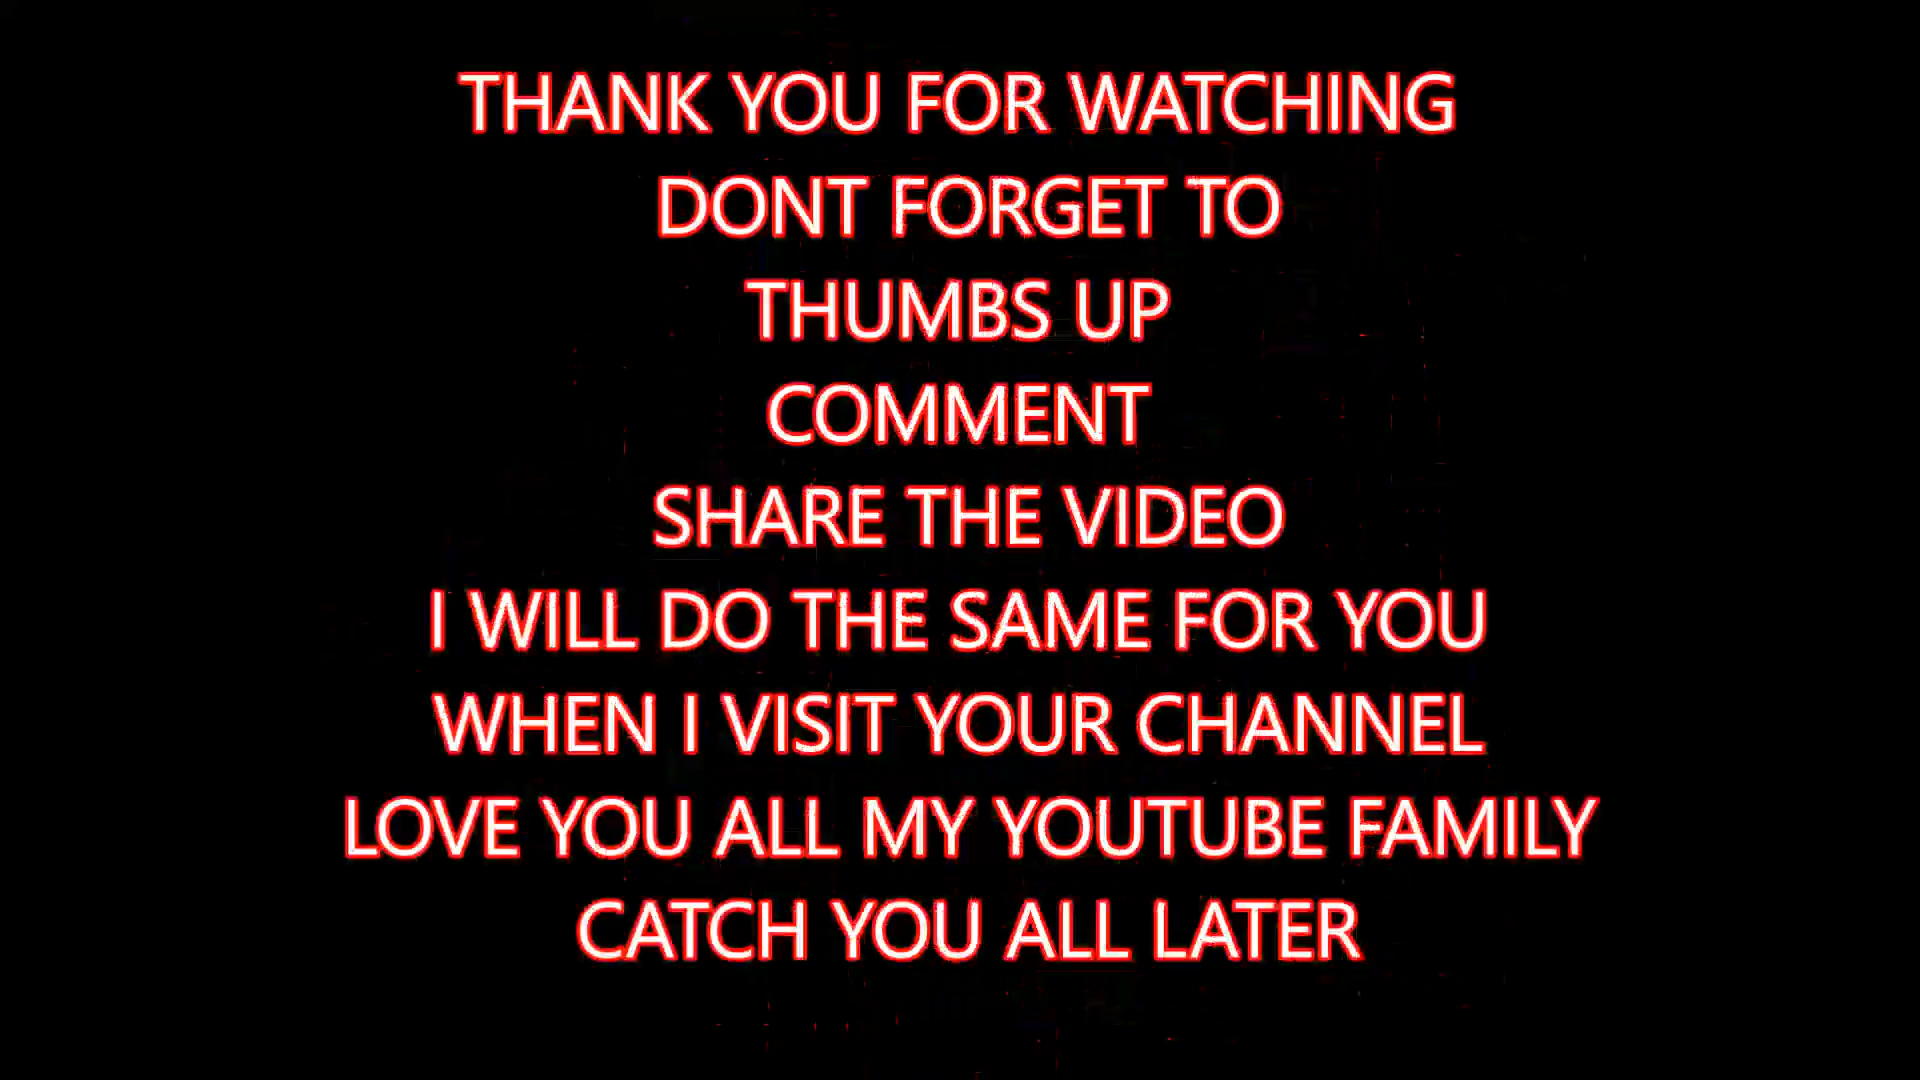 THANK YOU FOR WATCHING
DONT FORGET TO
THUMBS UP
COMMENT
SHARE THE VIDEO
I WILL DO THE SAME FOR YOU
WHEN I VISIT YOUR CHANNEL
LOVE YOU ALL MY YOUTUBE FAMILY
CATCH YOU ALL LATER